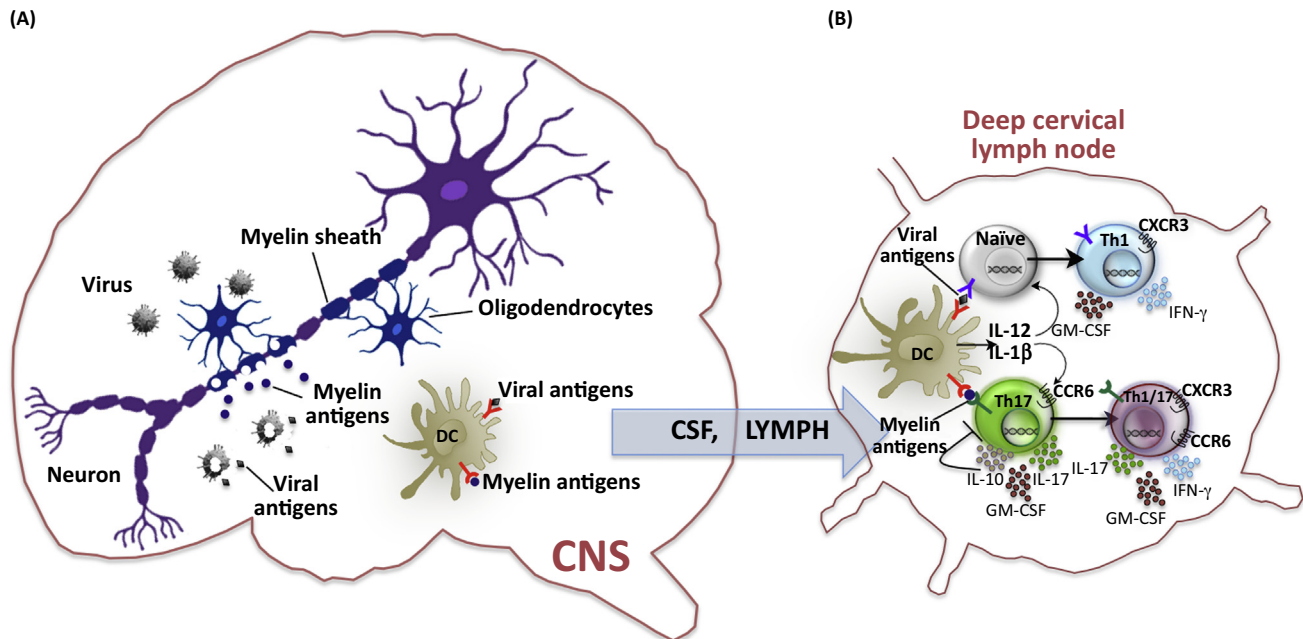 (A)
Myelin sheath
Virus
Oligodendrocytes
Myelin
antigens
Viral antigens
DC
Neuron
Viral
antigens
Myelin antigens
CNS
CSF, LYMPH
(B)
Deep cervical
lymph node
Viral
antigens
Naïve
Th1
CXCR3
GM-CSF
IFN-γ
DC
IL-12
IL-1β
Myelin
antigens
Th17
CCR6
Th1/17
CXCR3
CCR6
IL-10
IL-17
IL-17
IFN-γ
GM-CSF
GM-CSF